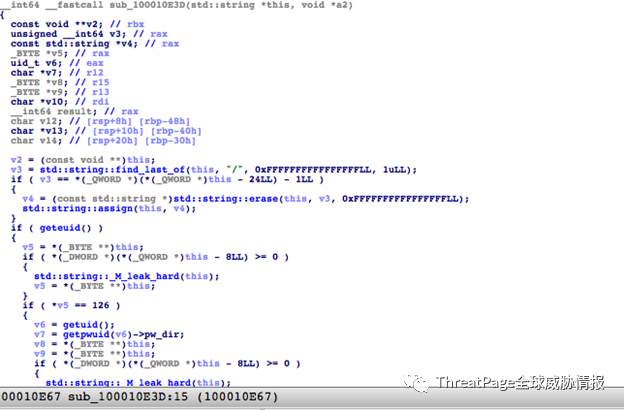 __int64 __fastcall sub_100010E3D(std::string *this, void *a2)
{
const void **v2; // rbx
unsigned __int64 v3; // rax
const std::string *v4; // rax
_BYTE *v5; // rax
uid_t v6; // eax
char *v7; // r12
_BYTE *v8; // r15
_BYTE *v9; // r13
char *v10; // rdi
__int64 result; // rax
char v12; // [rsp+8h] [rbp-48h]
char *v13; // [rsp+10h] [rbp-40h]
char v14; // [rsp+20h] [rbp-30h]
v2 = (const void **)this;
v3 = std::string::find_last_of(this, "/", 0xFFFFFFFFFFFFFFFFLL, 1uLL);
if ( v3 == *(_QWORD *)(*(_QWORD *)this - 24LL) - 1LL )
{
v4 = (const std::string *)std::string::erase(this, v3, 0xFFFFFFFFFFFFFFFFLL);
std::string::assign(this, v4);
}
if ( geteuid() )
{
v5 = *(_BYTE **)this;
if ( *(_DWORD *)(*(_QWORD *)this - 8LL) >= 0 )
{
std::string::_M_leak_hard(this);
v5 = *(_BYTE **)this;
}
if ( *v5 == 126 )
{
v6 = getuid();
v7 = getpwuid(v6)->pw_dir;
v8 = *(_BYTE **)this;
v9 = *(_BYTE **)this;
if ( *(_DWORD *)(*(_QWORD *)this - 8LL) >= 0 )
{
std::string::_M_leak_hard(this);
00010E67 sub_100010E3D:15 (100010E67)
ThreatPage全球威胁情报